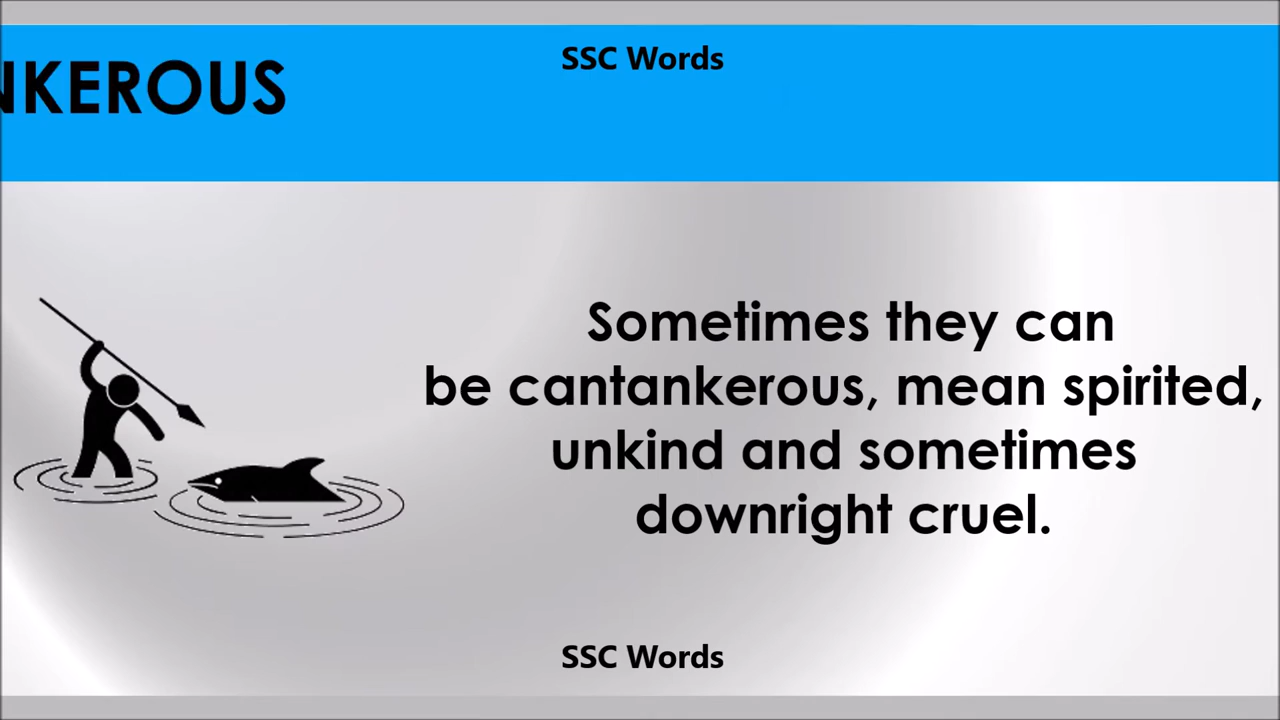 SSC Words
NKEROUS
Sometimes they can
be cantankerous, mean spirited,
unkind and sometimes
downright cruel.
SSC Words